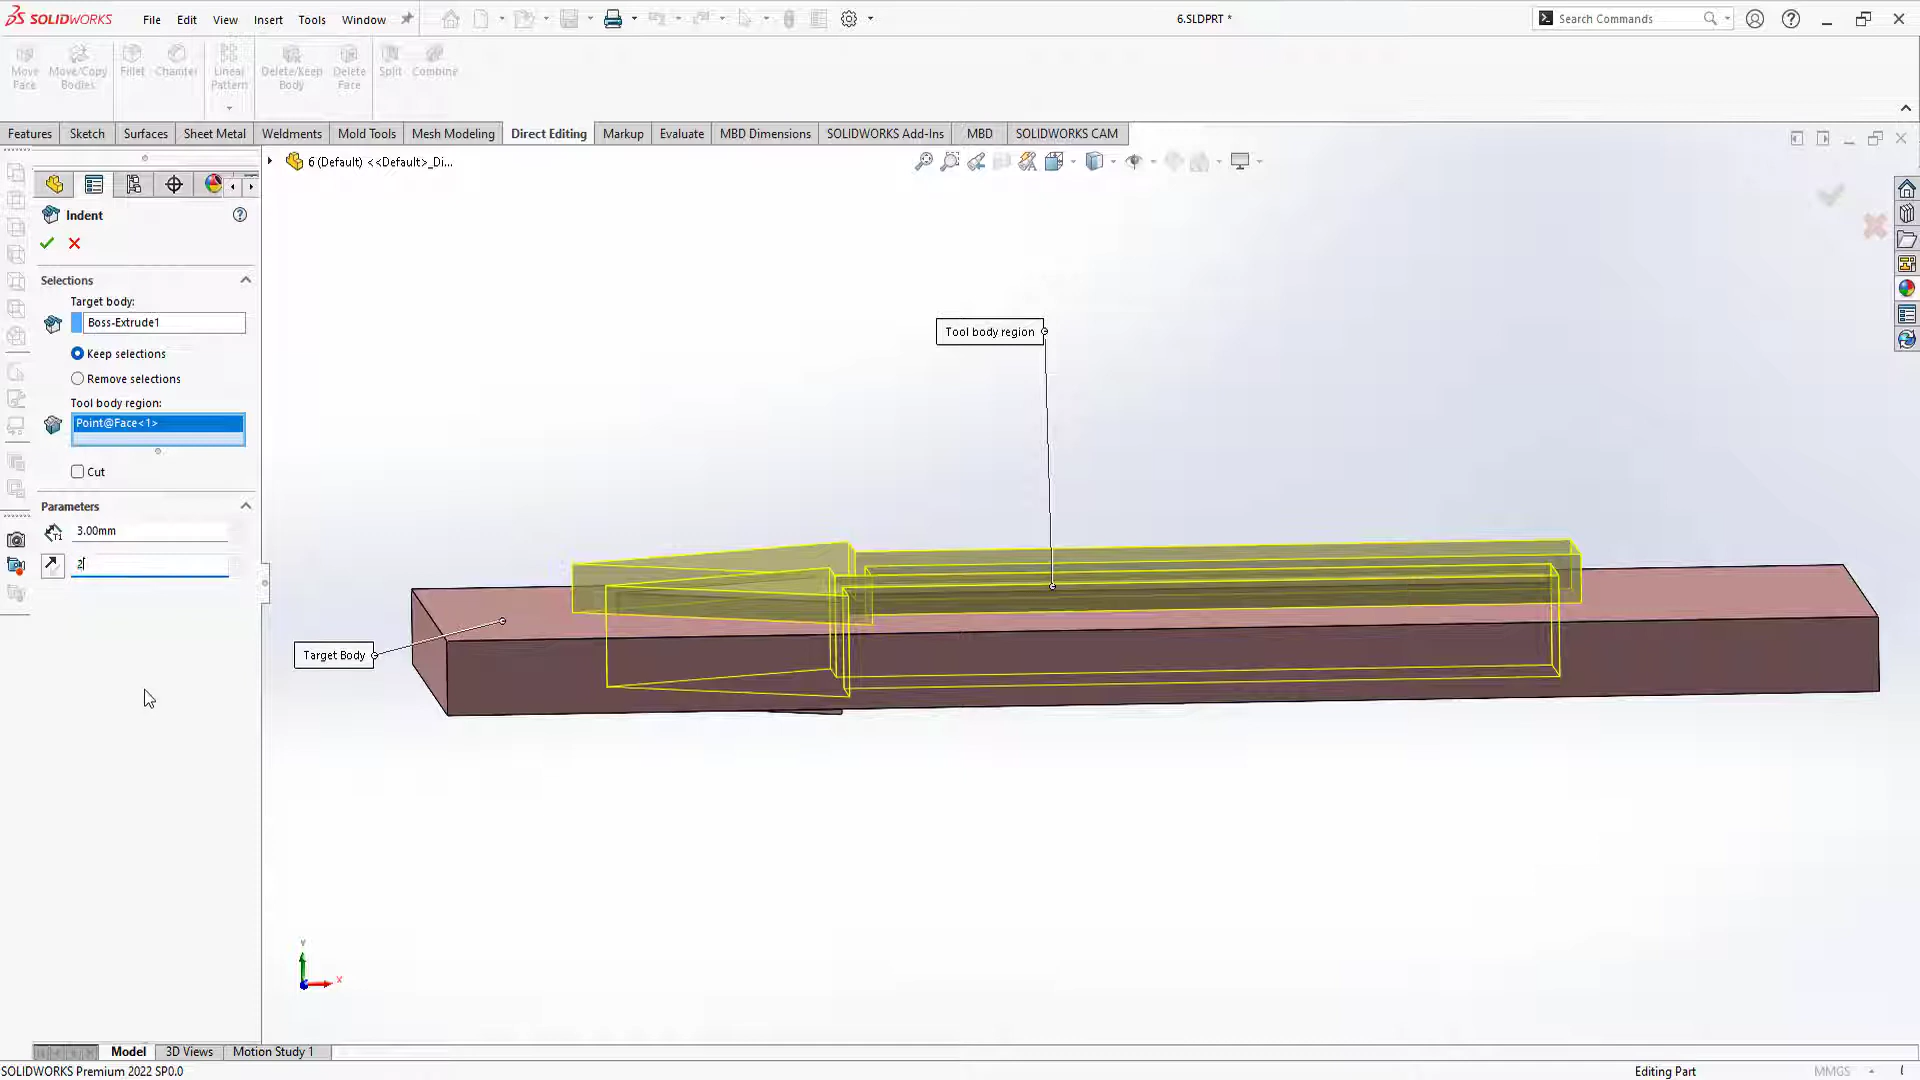 SOLIDWORKS File Edit View Insert Tools Window 6.SLDPRT * Search Commands
Move Face Move/Copy Bodies Fillet Chamfer Linear Pattern Delete/Keep Body Delete Face Split Combine
Features Sketch Surfaces Sheet Metal Weldments Mold Tools Mesh Modeling Direct Editing Markup Evaluate MBD Dimensions SOLIDWORKS Add-Ins MBD SOLIDWORKS CAM
6 (Default) <<Default>_Di...
Indent
Selections
Target body:
Boss-Extrude1
Keep selections
Remove selections
Tool body region:
Point@Face<1>
Cut
Parameters
3.00mm
2
Tool body region
Target Body
Y
X
Model 3D Views Motion Study 1
SOLIDWORKS Premium 2022 SP0.0 Editing Part MMGS